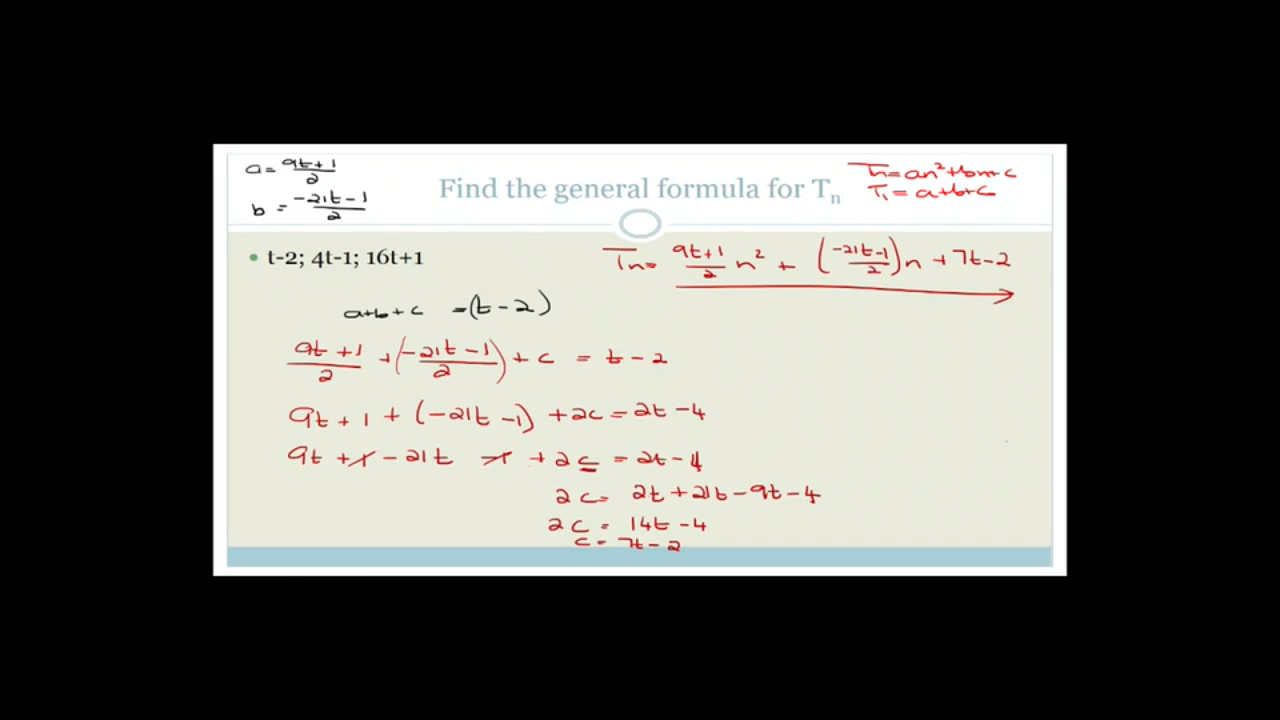 a = 9t+1/2
b = -21t-1/2
Find the general formula for Tn
Tn = an²+bn+c
T1 = a+b+c
• t-2; 4t-1; 16t+1
Tn = 9t+1/2 n² + (-21t-1/2)n + 7t-2
a+b+c = (t-2)
9t+1/2 + (-21t-1/2) + c = t-2
9t+1 + (-21t-1) + 2c = 2t-4
9t+1-21t-1+2c = 2t-4
2c = 2t+21t-9t-4
2c = 14t-4
c = 7t-2